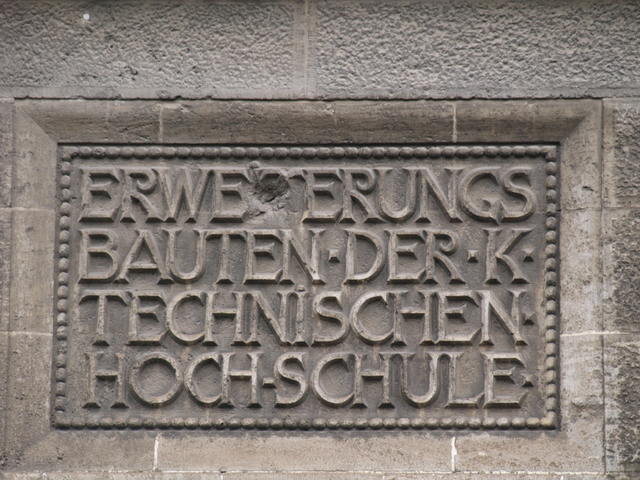 ERWEITERUNGS
BAUTEN·DER·K·
TECHNISCHEN·
HOCH-SCHULE·